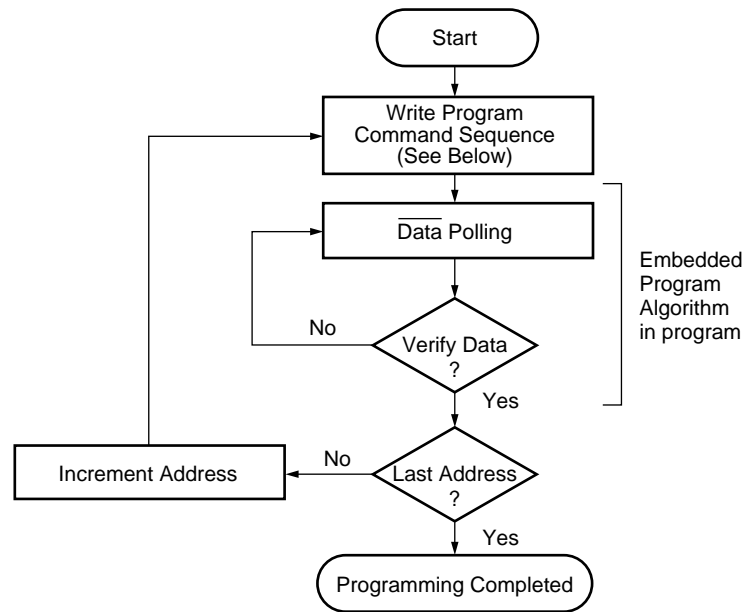 Start
Write Program
Command Sequence
(See Below)
Data Polling
Embedded
Program
Algorithm
in program
No
Verify Data
?
Yes
Increment Address
No
Last Address
?
Yes
Programming Completed